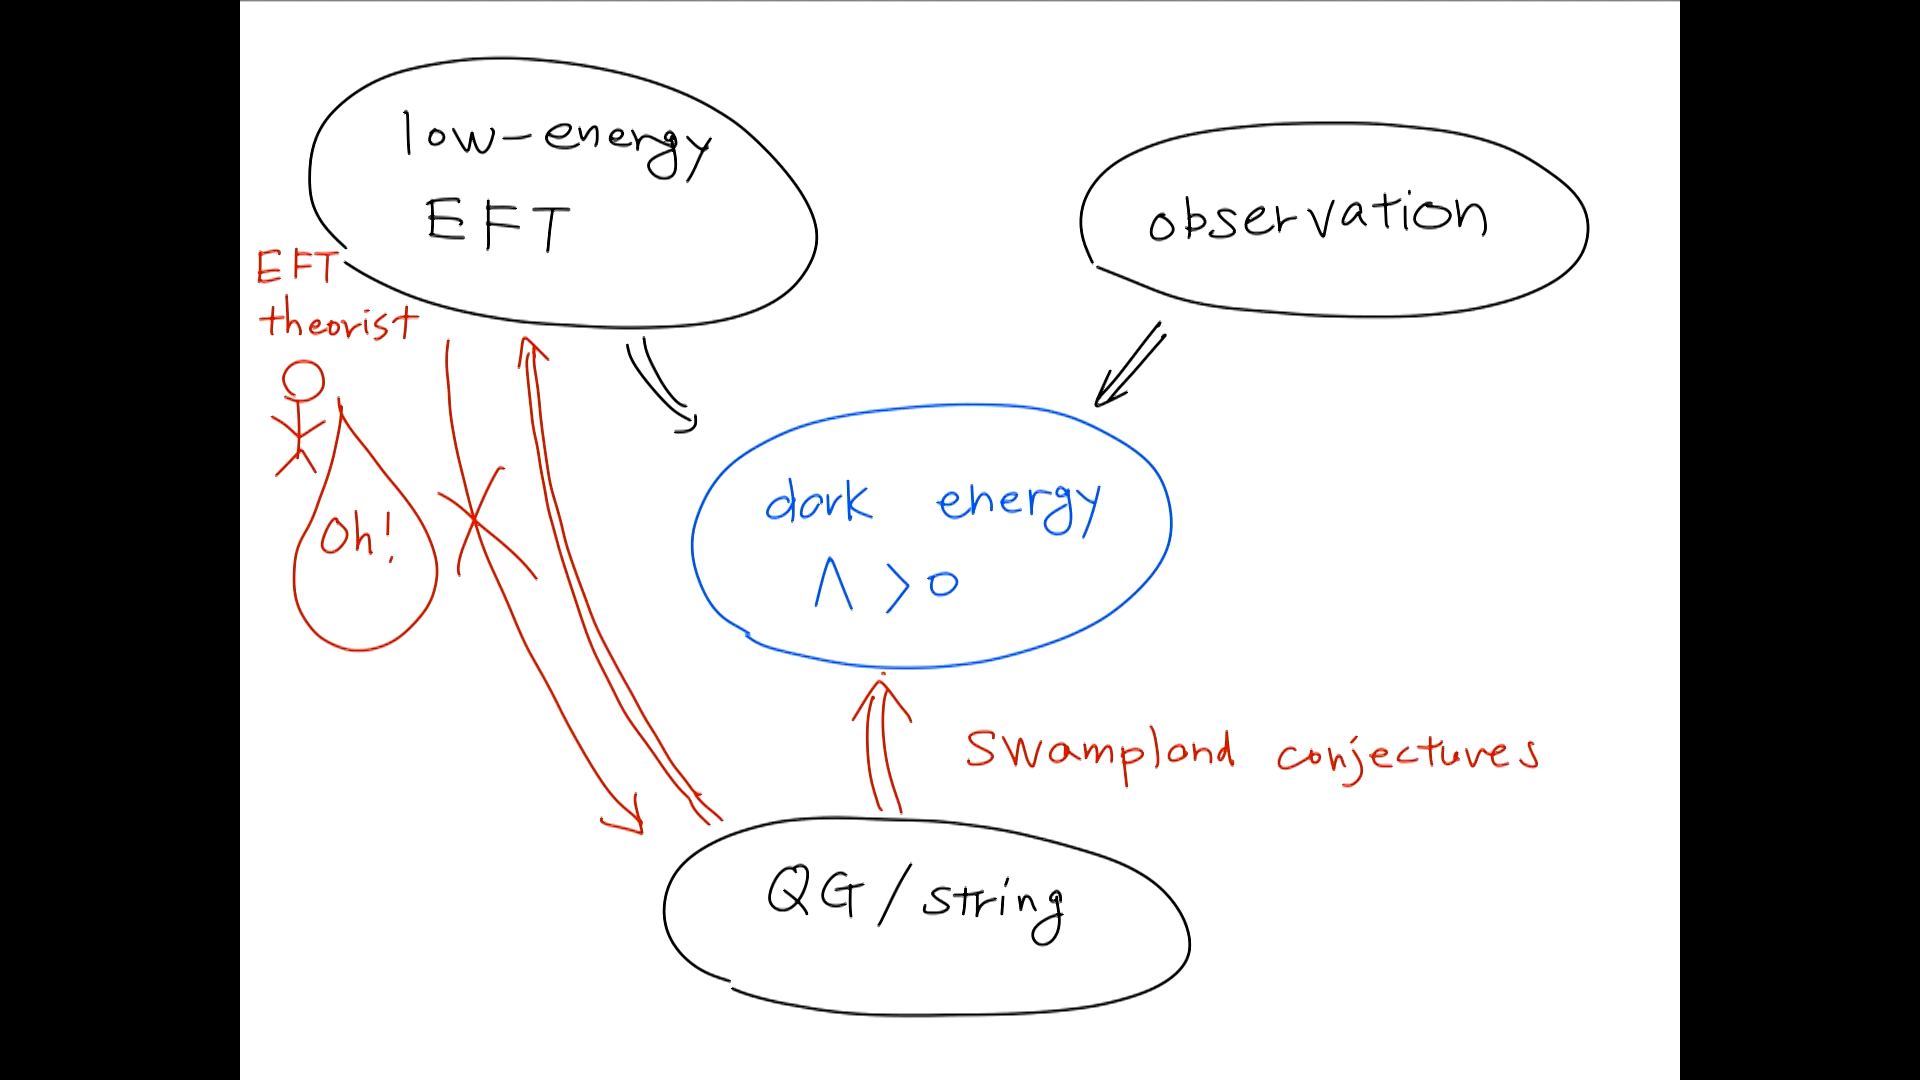 low-energy
EFT
observation
EFT
theorist
Oh!
dark energy
Λ > 0
Swampland conjectures
QG / string